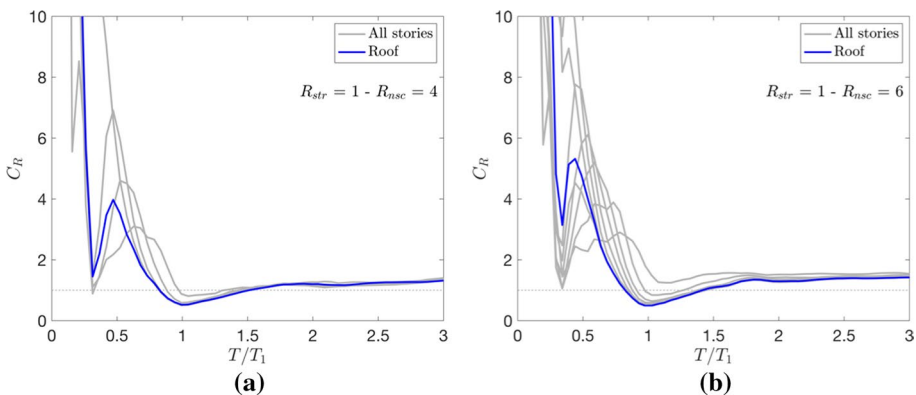 10
8
6
4
2
0
C_R
0
0.5
1
1.5
2
2.5
3
T/T_1
All stories
Roof
R_str = 1 - R_nsc = 4
(a)
10
8
6
4
2
0
C_R
0
0.5
1
1.5
2
2.5
3
T/T_1
All stories
Roof
R_str = 1 - R_nsc = 6
(b)